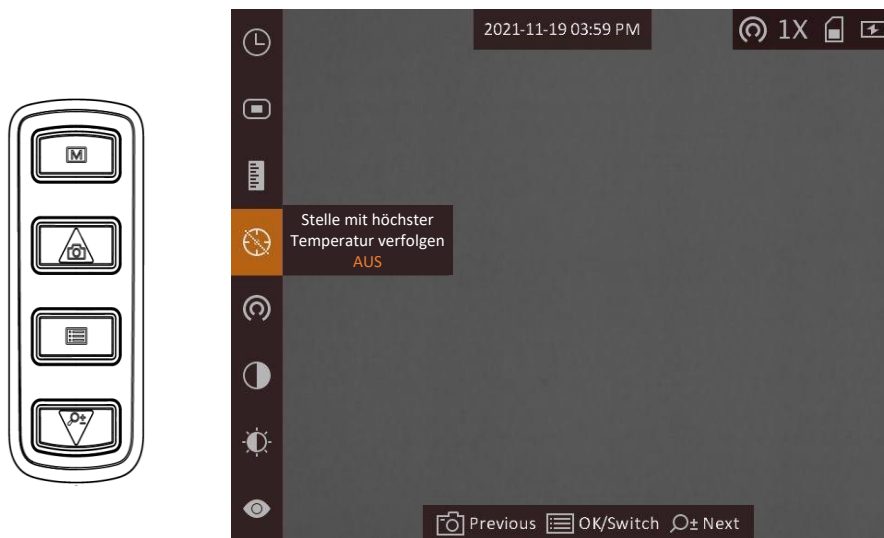 M
2021-11-19 03:59 PM
1X
Stelle mit höchster
Temperatur verfolgen
AUS
Previous OK/Switch ± Next